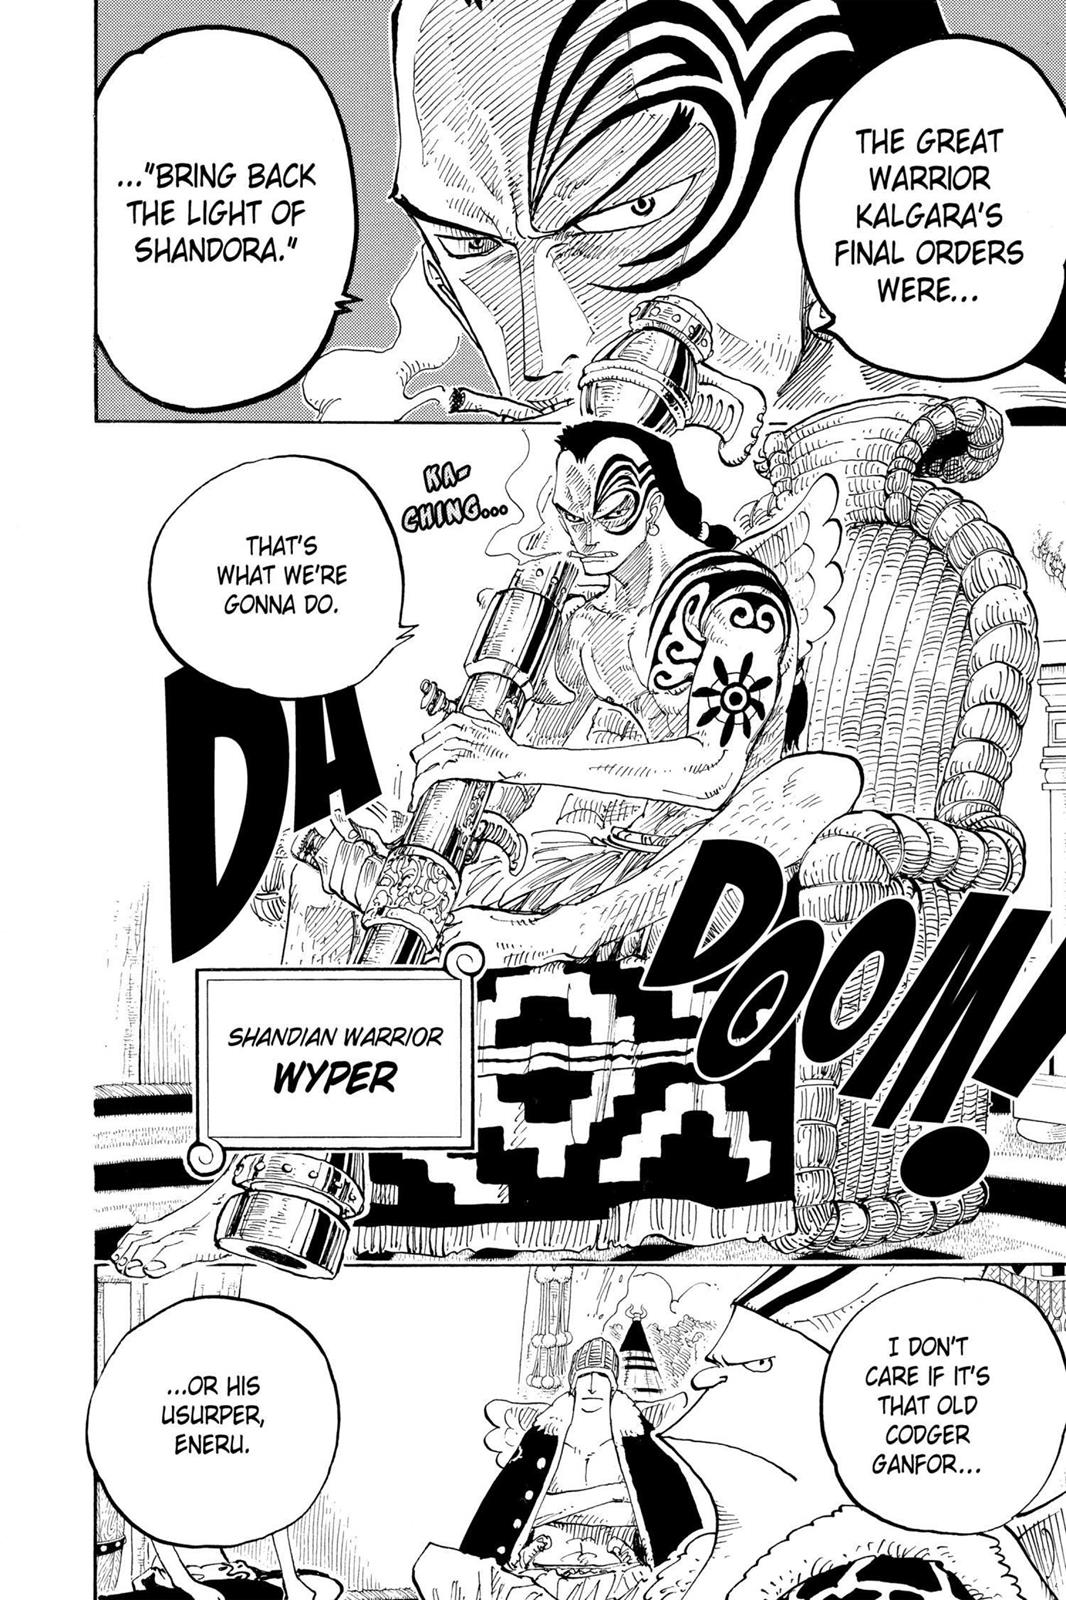 THE GREAT
WARRIOR
KALGARA'S
FINAL ORDERS
WERE...
..."BRING BACK
THE LIGHT OF
SHANDORA."
KA-
CHING...
THAT'S
WHAT WE'RE
GONNA DO.
DA
DOOM!
SHANDIAN WARRIOR
WYPER
I DON'T
CARE IF IT'S
THAT OLD
CODGER
GANFOR...
...OR HIS
USURPER,
ENERU.